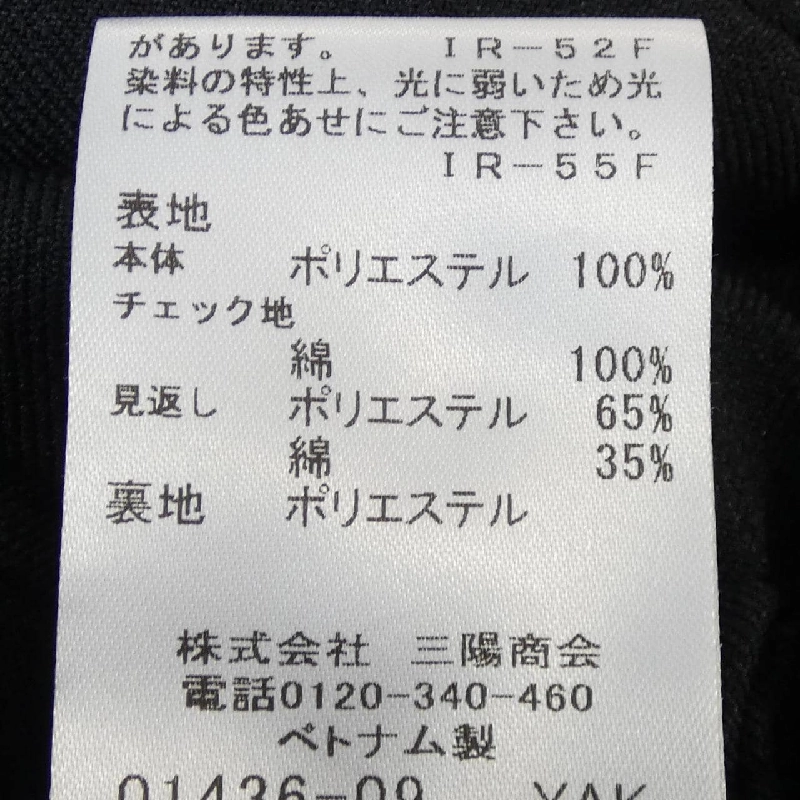 があります。 IR-52F
染料の特性上、光に弱いため光
による色あせにご注意下さい。
IR-55F
表地
本体 ポリエステル 100%
チェック地
綿 100%
見返し ポリエステル 65%
綿 35%
裏地 ポリエステル
株式会社 三陽商会
電話0120-340-460
ベトナム製
01436-09 YAK